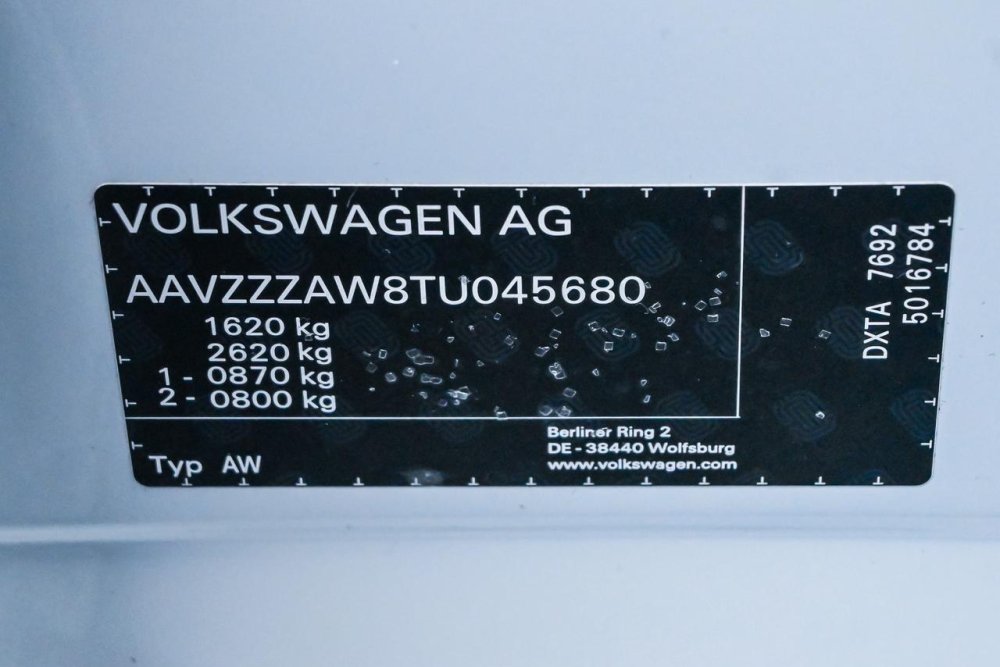 VOLKSWAGEN AG
AAVZZZAW8TU045680
1620 kg
2620 kg
1 - 0870 kg
2 - 0800 kg
Typ AW
Berliner Ring 2
DE - 38440 Wolfsburg
www.volkswagen.com
DXTA 7692
5016784